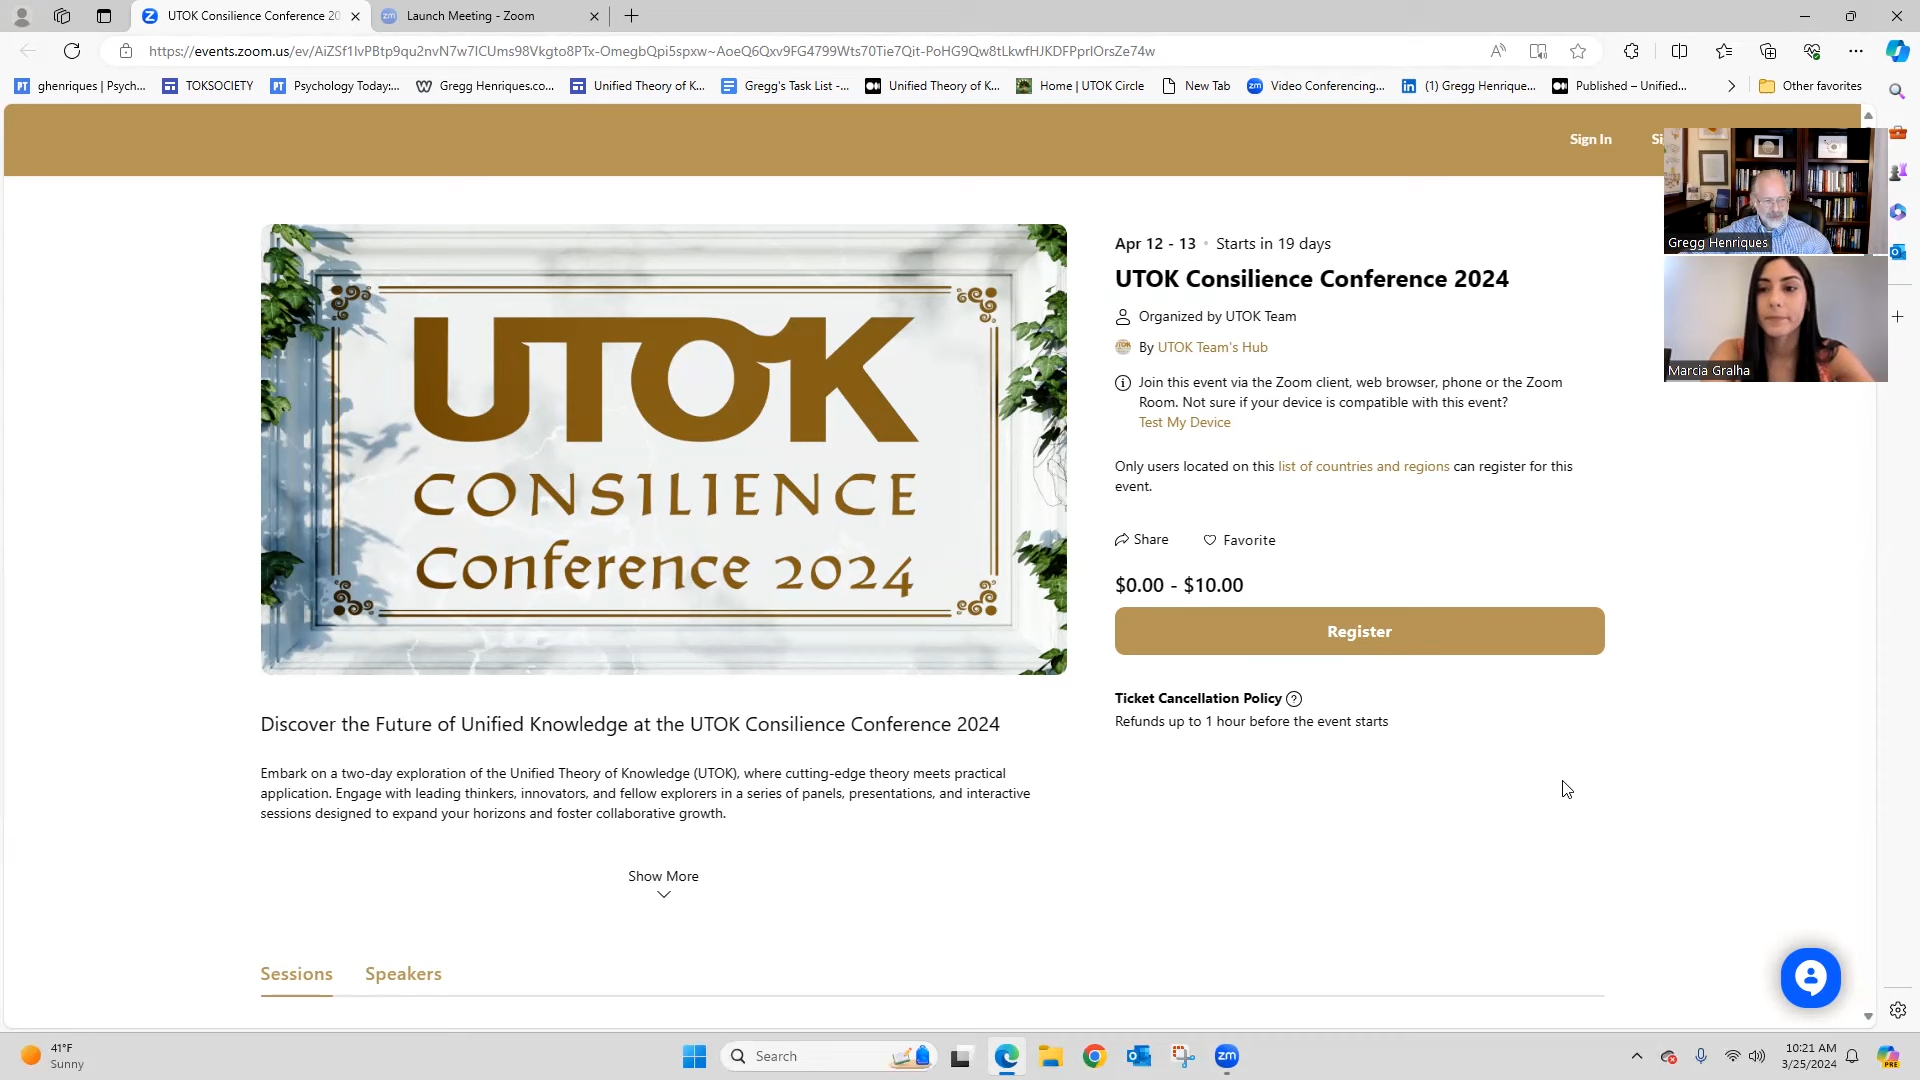 UTOK Consilience Conference 20
Launch Meeting - Zoom
ghenriques | Psych...
TOKSOCIETY
Psychology Today:...
Gregg Henriques.co...
Unified Theory of K...
Gregg's Task List -...
Unified Theory of K...
Home | UTOK Circle
New Tab
Video Conferencing...
(1) Gregg Henrique...
Published – Unified...
Other favorites
Sign In
Si
Gregg Henriques
Marcia Gralha
UTOK
CONSILIENCE
Conference 2024
Apr 12 - 13 • Starts in 19 days
UTOK Consilience Conference 2024
Organized by UTOK Team
By UTOK Team's Hub
Join this event via the Zoom client, web browser, phone or the Zoom
Room. Not sure if your device is compatible with this event?
Test My Device
Only users located on this list of countries and regions can register for this
event.
Share
Favorite
$0.00 - $10.00
Register
Ticket Cancellation Policy
Refunds up to 1 hour before the event starts
Discover the Future of Unified Knowledge at the UTOK Consilience Conference 2024
Embark on a two-day exploration of the Unified Theory of Knowledge (UTOK), where cutting-edge theory meets practical
application. Engage with leading thinkers, innovators, and fellow explorers in a series of panels, presentations, and interactive
sessions designed to expand your horizons and foster collaborative growth.
Show More
Sessions
Speakers
41°F
Sunny
Search
10:21 AM
3/25/2024